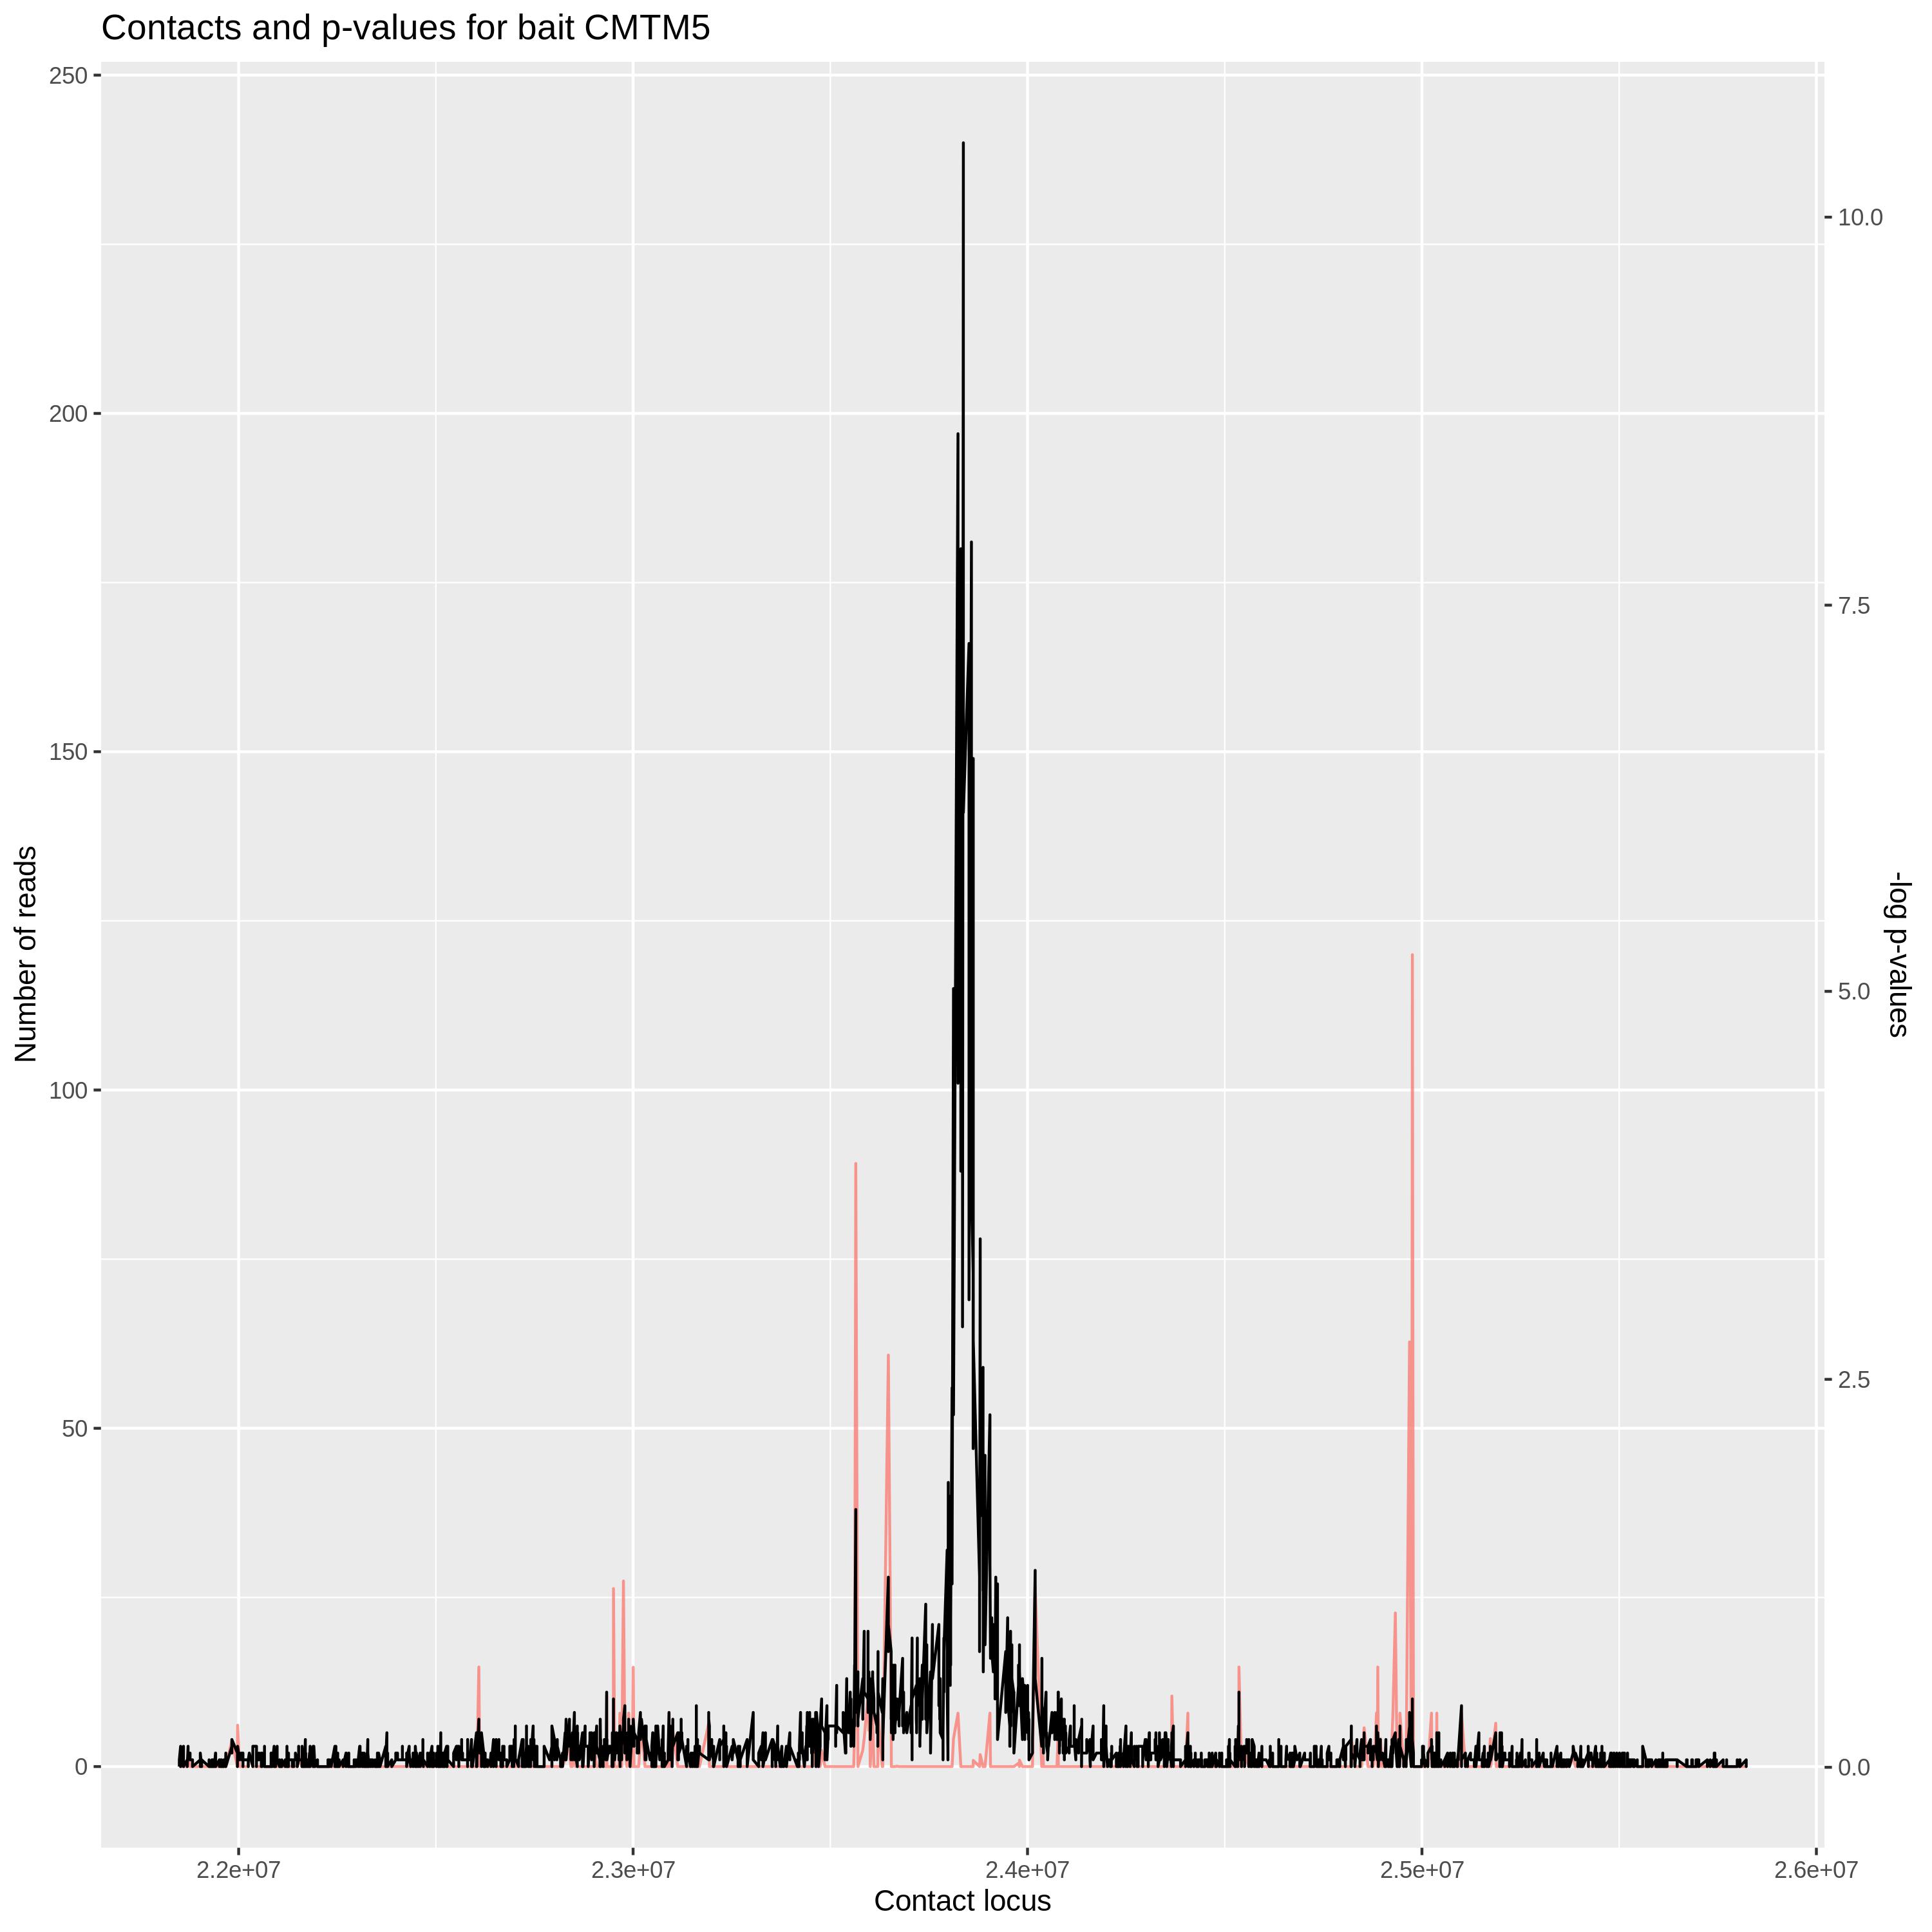 Contacts and p-values for bait CMTM5
250
200
150
100
50
0
Number of reads
10.0
7.5
5.0
2.5
0.0
-log p-values
2.2e+07 2.3e+07 2.4e+07 2.5e+07 2.6e+07
Contact locus